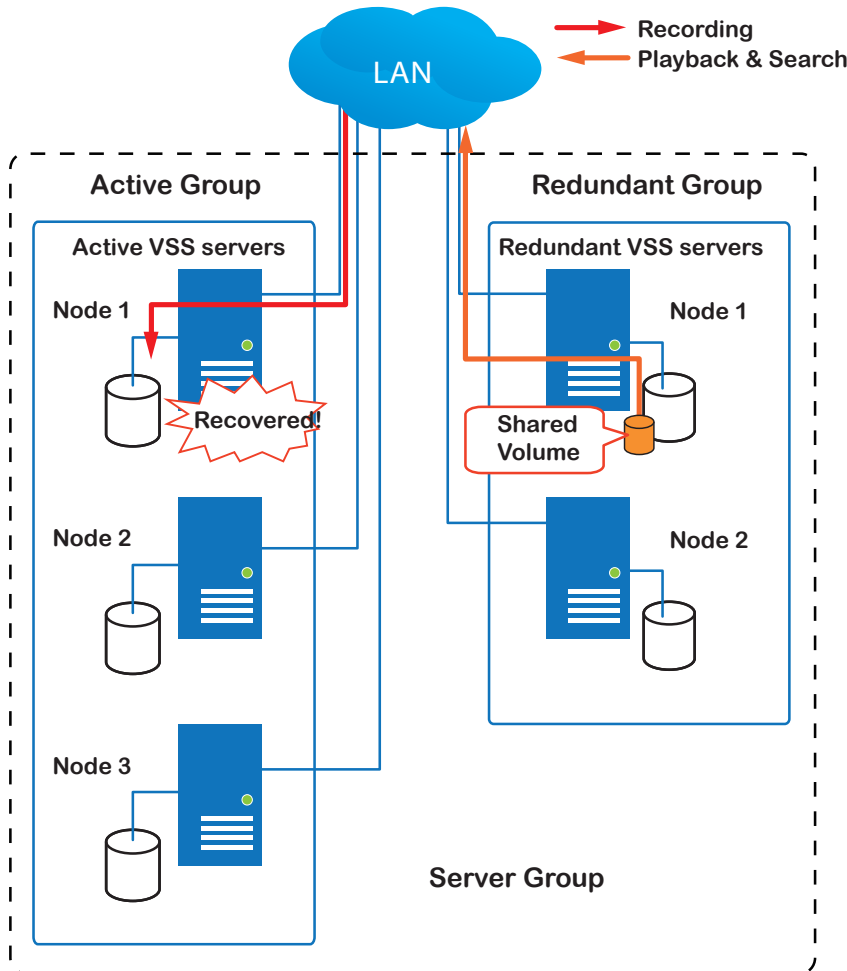 LAN
Recording
Playback & Search
Active Group
Redundant Group
Active VSS servers
Redundant VSS servers
Node 1
Node 1
Recovered!
Shared
Volume
Node 2
Node 2
Node 3
Server Group